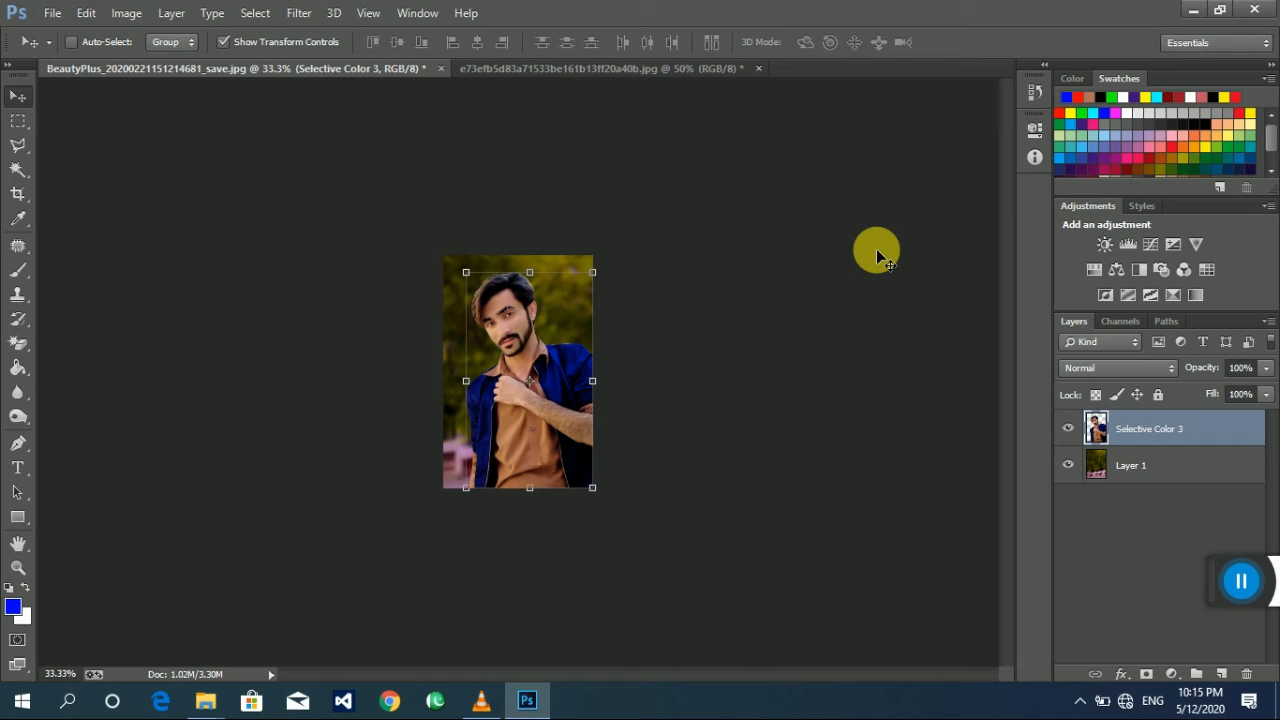 Ps File Edit Image Layer Type Select Filter 3D View Window Help
Auto-Select: Group Show Transform Controls 3D Mode: Essentials
BeautyPlus_20200221151214681_save.jpg @ 33.3% (Selective Color 3, RGB/8) * × e73efb5d83a71533be161b13ff20a40b.jpg @ 50% (RGB/8) * ×
Color Swatches
Adjustments Styles
Add an adjustment
Layers Channels Paths
Kind
Normal Opacity: 100%
Lock: Fill: 100%
Selective Color 3
Layer 1
33.33% Doc: 1.02M/3.30M
Ps ENG 10:15 PM
5/12/2020